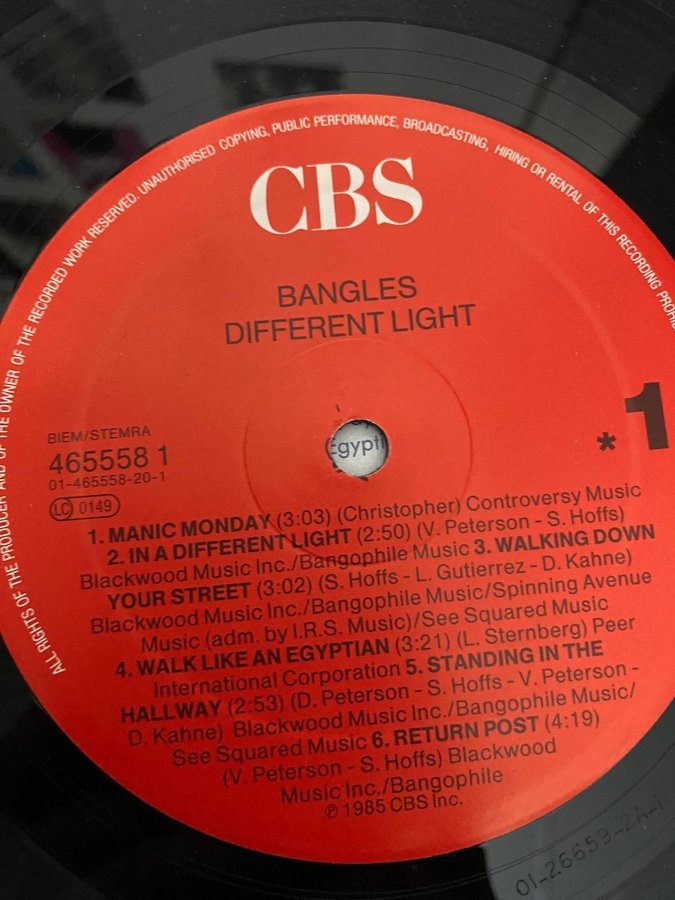 ALL RIGHTS OF THE PRODUCER AND OF THE OWNER OF THE RECORDED WORK RESERVED. UNAUTHORISED COPYING, PUBLIC PERFORMANCE, BROADCASTING, HIRING OR RENTAL OF THIS RECORDING
CBS
BANGLES
DIFFERENT LIGHT
BIEM/STEMRA
465558 1
01-465558-20-1
LC 0149
* 1
Egypti
1. MANIC MONDAY (3:03) (Christopher) Controversy Music
2. IN A DIFFERENT LIGHT (2:50) (V. Peterson - S. Hoffs)
Blackwood Music Inc./Bangophile Music 3. WALKING DOWN
YOUR STREET (3:02) (S. Hoffs - L. Gutierrez - D. Kahne)
Blackwood Music Inc./Bangophile Music/Spinning Avenue
Music (adm. by I.R.S. Music)/See Squared Music
4. WALK LIKE AN EGYPTIAN (3:21) (L. Sternberg) Peer
International Corporation 5. STANDING IN THE
HALLWAY (2:53) (D. Peterson - S. Hoffs - V. Peterson -
D. Kahne) Blackwood Music Inc./Bangophile Music/
See Squared Music 6. RETURN POST (4:19)
(V. Peterson - S. Hoffs) Blackwood
Music Inc./Bangophile
℗ 1985 CBS Inc.
01-26659-2A-1